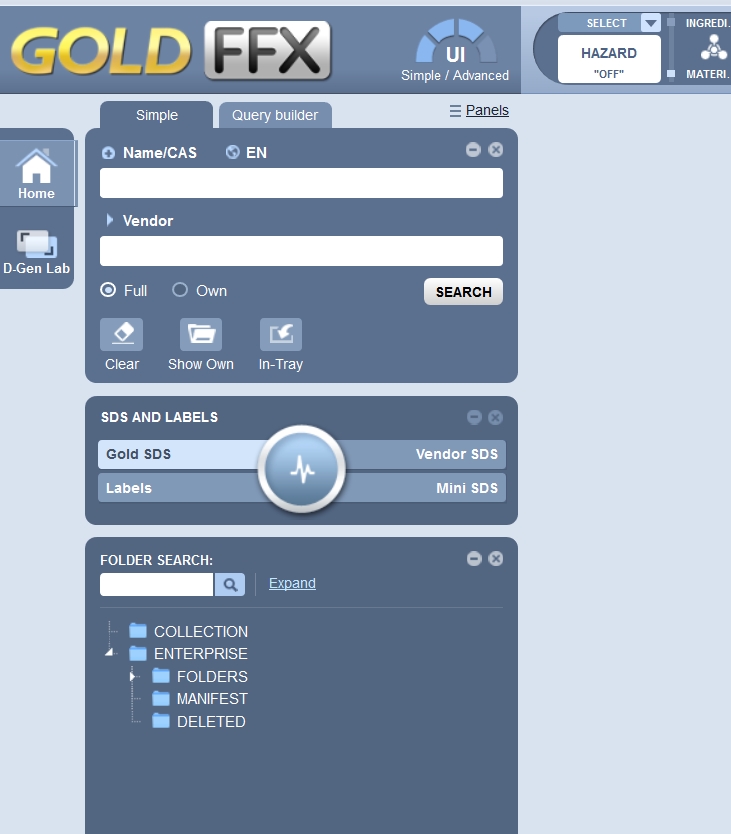 GOLD FFX
UI
Simple / Advanced
SELECT
HAZARD
"OFF"
INGREDI..
MATERI..
Simple
Query builder
Panels
Home
D-Gen Lab
Name/CAS
EN
Vendor
Full
Own
SEARCH
Clear
Show Own
In-Tray
SDS AND LABELS
Gold SDS
Vendor SDS
Labels
Mini SDS
FOLDER SEARCH:
Expand
COLLECTION
ENTERPRISE
FOLDERS
MANIFEST
DELETED